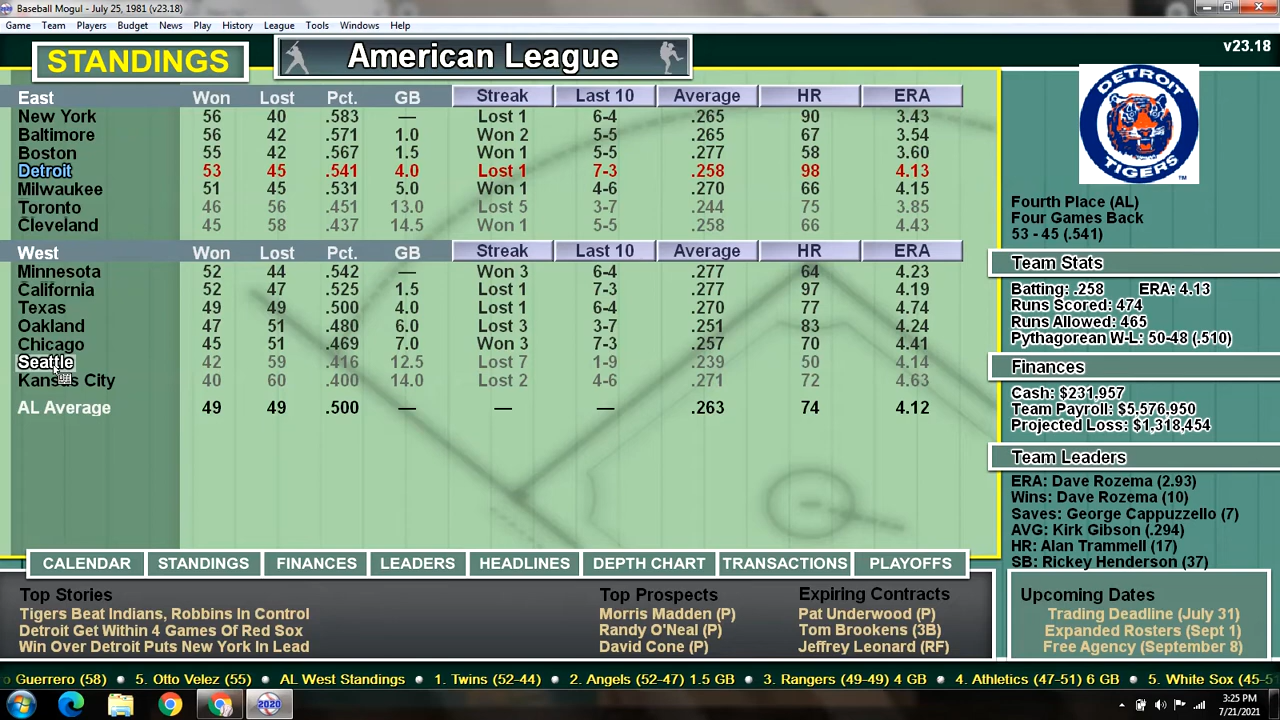 Baseball Mogul - July 25, 1981 (v23.18)
Game Team Players Budget News Play History League Tools Windows Help
STANDINGS American League v23.18
East Won Lost Pct. GB Streak Last 10 Average HR ERA
New York 56 40 .583 — Lost 1 6-4 .265 90 3.43
Baltimore 56 42 .571 1.0 Won 2 5-5 .265 67 3.54
Boston 55 42 .567 1.5 Won 1 5-5 .277 58 3.60
Detroit 53 45 .541 4.0 Lost 1 7-3 .258 98 4.13
Milwaukee 51 45 .531 5.0 Won 1 4-6 .270 66 4.15
Toronto 46 56 .451 13.0 Lost 5 3-7 .244 75 3.85
Cleveland 45 58 .437 14.5 Won 1 5-5 .258 66 4.43
West Won Lost Pct. GB Streak Last 10 Average HR ERA
Minnesota 52 44 .542 — Won 3 6-4 .277 64 4.23
California 52 47 .525 1.5 Lost 1 7-3 .277 97 4.19
Texas 49 49 .500 4.0 Lost 1 6-4 .270 77 4.74
Oakland 47 51 .480 6.0 Lost 3 3-7 .251 83 4.24
Chicago 45 51 .469 7.0 Won 3 7-3 .257 70 4.41
Seattle 42 59 .416 12.5 Lost 7 1-9 .239 50 4.14
Kansas City 40 60 .400 14.0 Lost 2 4-6 .271 72 4.63
AL Average 49 49 .500 — — — .263 74 4.12
DETROIT
TIGERS
TM
Fourth Place (AL)
Four Games Back
53 - 45 (.541)
Team Stats
Batting: .258 ERA: 4.13
Runs Scored: 474
Runs Allowed: 465
Pythagorean W-L: 50-48 (.510)
Finances
Cash: $231,957
Team Payroll: $5,576,950
Projected Loss: $1,318,454
Team Leaders
ERA: Dave Rozema (2.93)
Wins: Dave Rozema (10)
Saves: George Cappuzzello (7)
AVG: Kirk Gibson (.294)
HR: Alan Trammell (17)
SB: Rickey Henderson (37)
CALENDAR STANDINGS FINANCES LEADERS HEADLINES DEPTH CHART TRANSACTIONS PLAYOFFS
Top Stories
Tigers Beat Indians, Robbins In Control
Detroit Get Within 4 Games Of Red Sox
Win Over Detroit Puts New York In Lead
Top Prospects
Morris Madden (P)
Randy O'Neal (P)
David Cone (P)
Expiring Contracts
Pat Underwood (P)
Tom Brookens (3B)
Jeffrey Leonard (RF)
Upcoming Dates
Trading Deadline (July 31)
Expanded Rosters (Sept 1)
Free Agency (September 8)
o Guerrero (58) • 5. Otto Velez (55) • AL West Standings • 1. Twins (52-44) • 2. Angels (52-47) 1.5 GB • 3. Rangers (49-49) 4 GB • 4. Athletics (47-51) 6 GB • 5. White Sox (45-5
2020
3:25 PM
7/21/2021